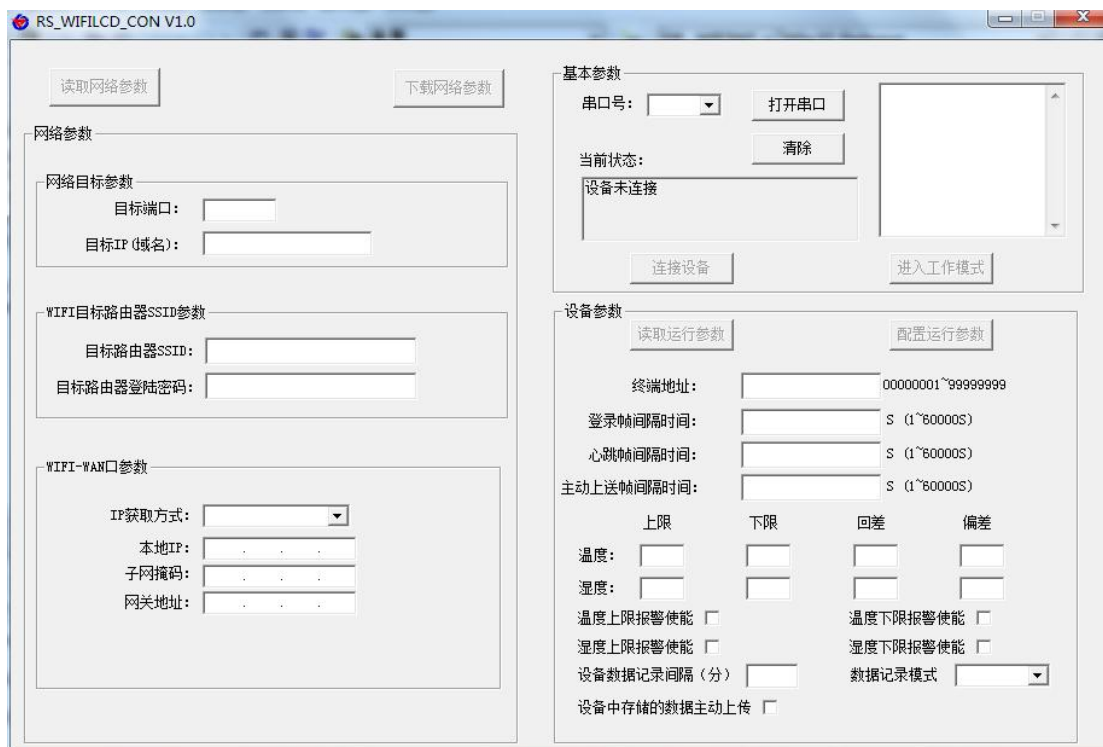 RS_WIFILCD_CON V1.0
读取网络参数
下载网络参数
网络参数
网络目标参数
目标端口：
目标IP(域名)：
WIFI目标路由器SSID参数
目标路由器SSID：
目标路由器登陆密码：
WIFI-WAN口参数
IP获取方式：
本地IP： . . .
子网掩码： . . .
网关地址： . . .
基本参数
串口号：
打开串口
清除
当前状态：
设备未连接
连接设备
进入工作模式
设备参数
读取运行参数
配置运行参数
终端地址： 00000001~99999999
登录帧间隔时间： S (1~60000S)
心跳帧间隔时间： S (1~60000S)
主动上送帧间隔时间： S (1~60000S)
上限 下限 回差 偏差
温度：
湿度：
温度上限报警使能 温度下限报警使能
湿度上限报警使能 湿度下限报警使能
设备数据记录间隔（分） 数据记录模式
设备中存储的数据主动上传